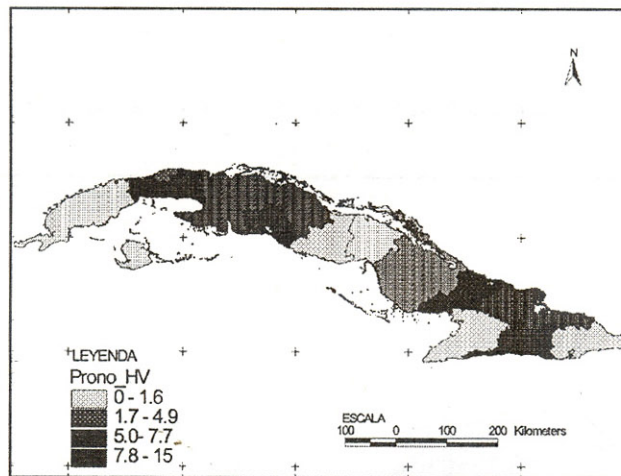 N
LEYENDA
Prono_HV
0 - 1.6
1.7 - 4.9
5.0- 7.7
7.8 - 15
ESCALA
100 0 100 200 Kilometers